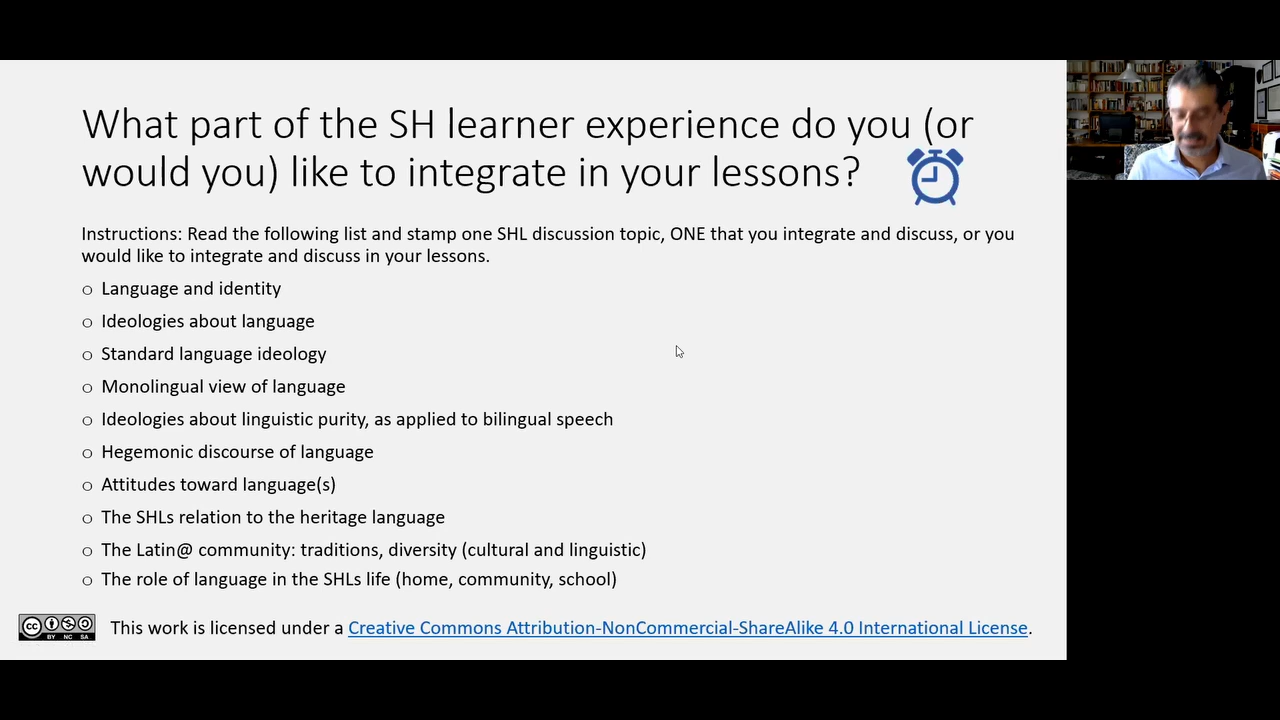 What part of the SH learner experience do you (or
would you) like to integrate in your lessons?
Instructions: Read the following list and stamp one SHL discussion topic, ONE that you integrate and discuss, or you
would like to integrate and discuss in your lessons.
Language and identity
Ideologies about language
Standard language ideology
Monolingual view of language
Ideologies about linguistic purity, as applied to bilingual speech
Hegemonic discourse of language
Attitudes toward language(s)
The SHLs relation to the heritage language
The Latin@ community: traditions, diversity (cultural and linguistic)
The role of language in the SHLs life (home, community, school)
cc BY NC SA
This work is licensed under a Creative Commons Attribution-NonCommercial-ShareAlike 4.0 International License.